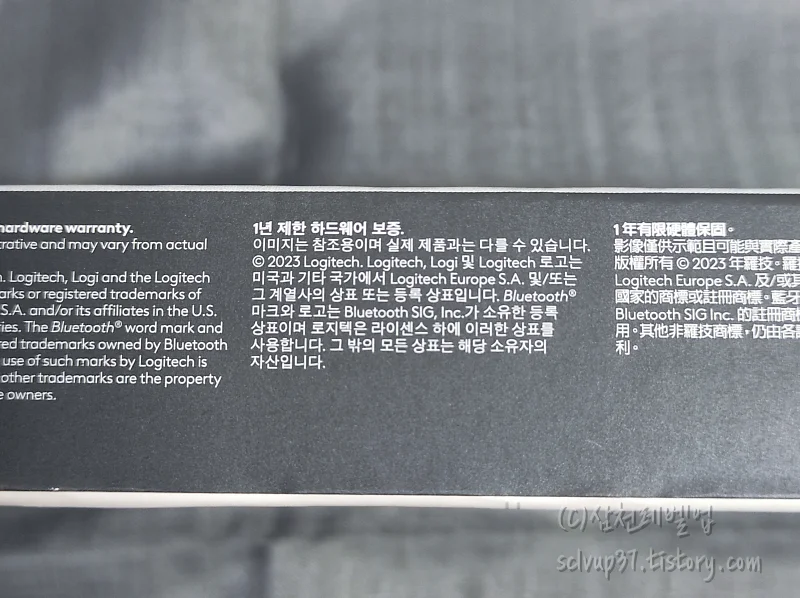 hardware warranty.
trative and may vary from actual
h. Logitech, Logi and the Logitech
arks or registered trademarks of
S.A. and/or its affiliates in the U.S.
ries. The Bluetooth® word mark and
red trademarks owned by Bluetooth
use of such marks by Logitech is
other trademarks are the property
e owners.
1년 제한 하드웨어 보증.
이미지는 참조용이며 실제 제품과는 다를 수 있습니다.
© 2023 Logitech. Logitech, Logi 및 Logitech 로고는
미국과 기타 국가에서 Logitech Europe S.A. 및/또는
그 계열사의 상표 또는 등록 상표입니다. Bluetooth®
마크와 로고는 Bluetooth SIG, Inc.가 소유한 등록
상표이며 로지텍은 라이센스 하에 이러한 상표를
사용합니다. 그 밖의 모든 상표는 해당 소유자의
자산입니다.
1年有限硬體保固。
影像僅供示範且可能與實際產
版權所有 © 2023 年羅技。羅
Logitech Europe S.A. 及/或其
國家的商標或註冊商標。藍牙
Bluetooth SIG Inc. 的註冊商標
用。其他非羅技商標，仍由各
利。
(C)삼천레벨업
sclvup37.tistory.com